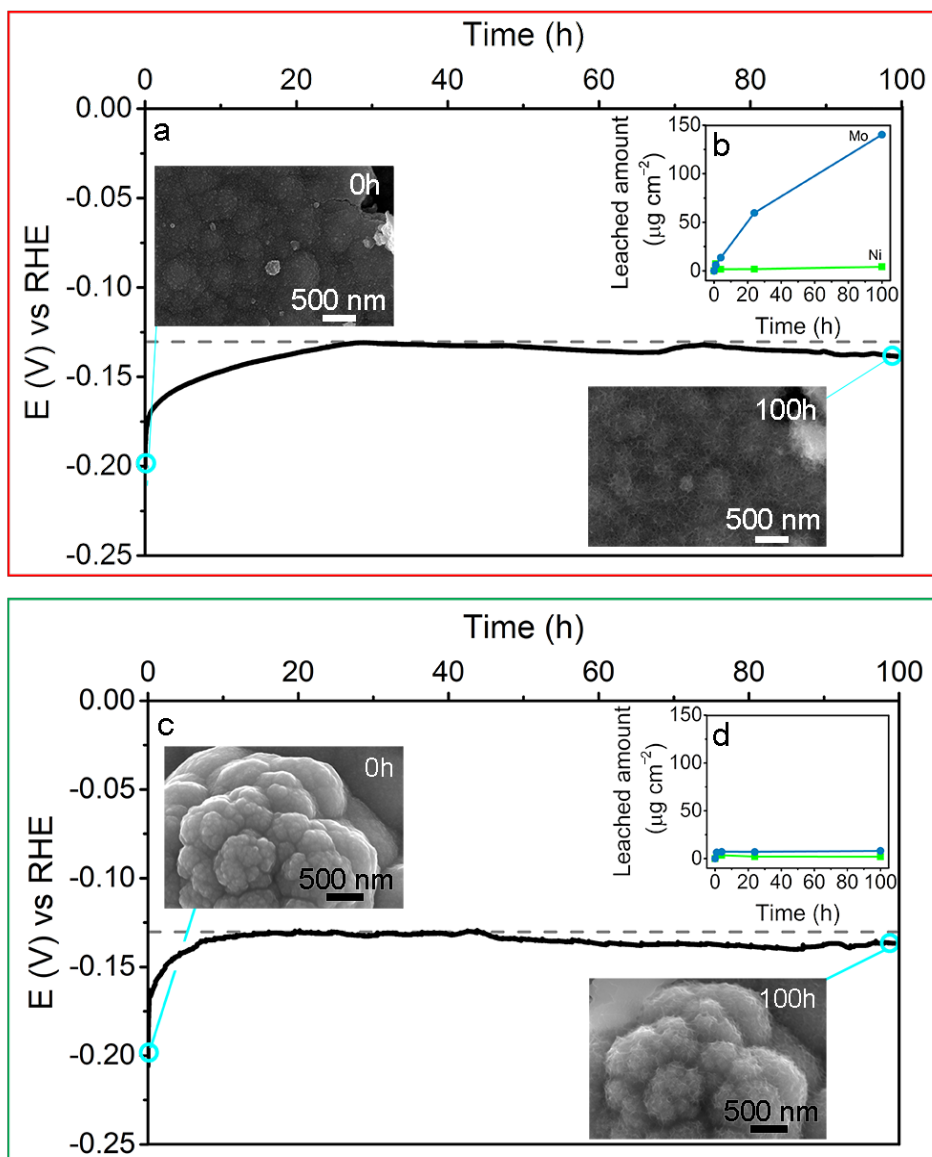 Time (h)
0 20 40 60 80 100
E (V) vs RHE
0.00
-0.05
-0.10
-0.15
-0.20
-0.25
a
0h
500 nm
b
Leached amount
(µg cm⁻²)
150
100
50
0
Mo
Ni
0 20 40 60 80 100
Time (h)
100h
500 nm
Time (h)
0 20 40 60 80 100
E (V) vs RHE
0.00
-0.05
-0.10
-0.15
-0.20
-0.25
c
0h
500 nm
d
Leached amount
(µg cm⁻²)
150
100
50
0
0 20 40 60 80 100
Time (h)
100h
500 nm